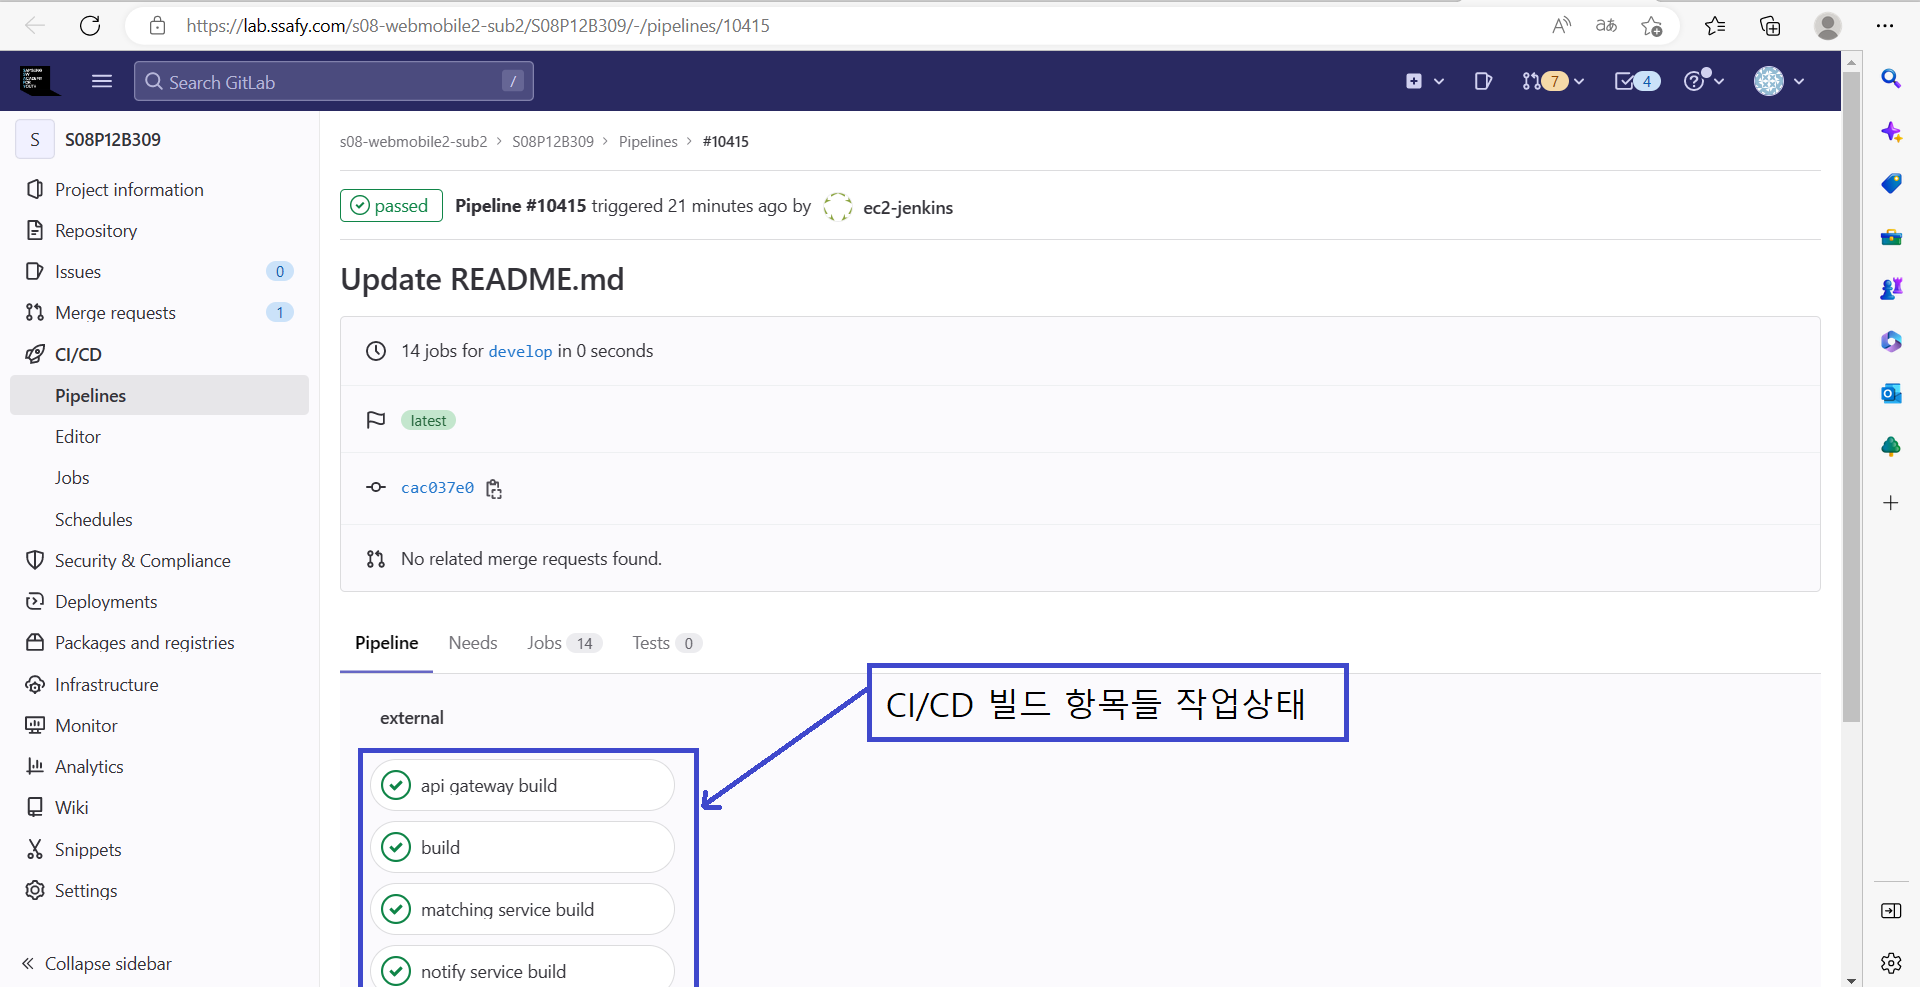 https://lab.ssafy.com/s08-webmobile2-sub2/S08P12B309/-/pipelines/10415
SAMSUNG
SW
ACADEMY
FOR
YOUTH
Search GitLab /
7
4
S S08P12B309
Project information
Repository
Issues 0
Merge requests 1
CI/CD
Pipelines
Editor
Jobs
Schedules
Security & Compliance
Deployments
Packages and registries
Infrastructure
Monitor
Analytics
Wiki
Snippets
Settings
Collapse sidebar
s08-webmobile2-sub2 > S08P12B309 > Pipelines > #10415
passed Pipeline #10415 triggered 21 minutes ago by ec2-jenkins
Update README.md
14 jobs for develop in 0 seconds
latest
cac037e0
No related merge requests found.
Pipeline Needs Jobs 14 Tests 0
CI/CD 빌드 항목들 작업상태
external
api gateway build
build
matching service build
notify service build